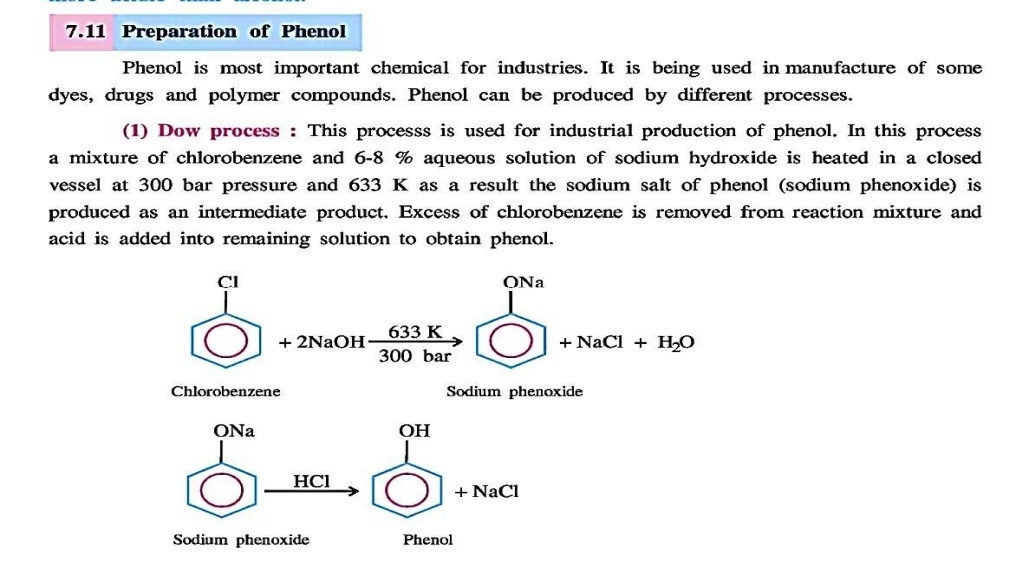 7.11 Preparation of Phenol
Phenol is most important chemical for industries. It is being used in manufacture of some
dyes, drugs and polymer compounds. Phenol can be produced by different processes.
(1) Dow process : This processs is used for industrial production of phenol. In this process
a mixture of chlorobenzene and 6-8 % aqueous solution of sodium hydroxide is heated in a closed
vessel at 300 bar pressure and 633 K as a result the sodium salt of phenol (sodium phenoxide) is
produced as an intermediate product. Excess of chlorobenzene is removed from reaction mixture and
acid is added into remaining solution to obtain phenol.
Cl ONa
+ 2NaOH 633 K + NaCl + H₂O
300 bar
Chlorobenzene Sodium phenoxide
ONa OH
HCl + NaCl
Sodium phenoxide Phenol